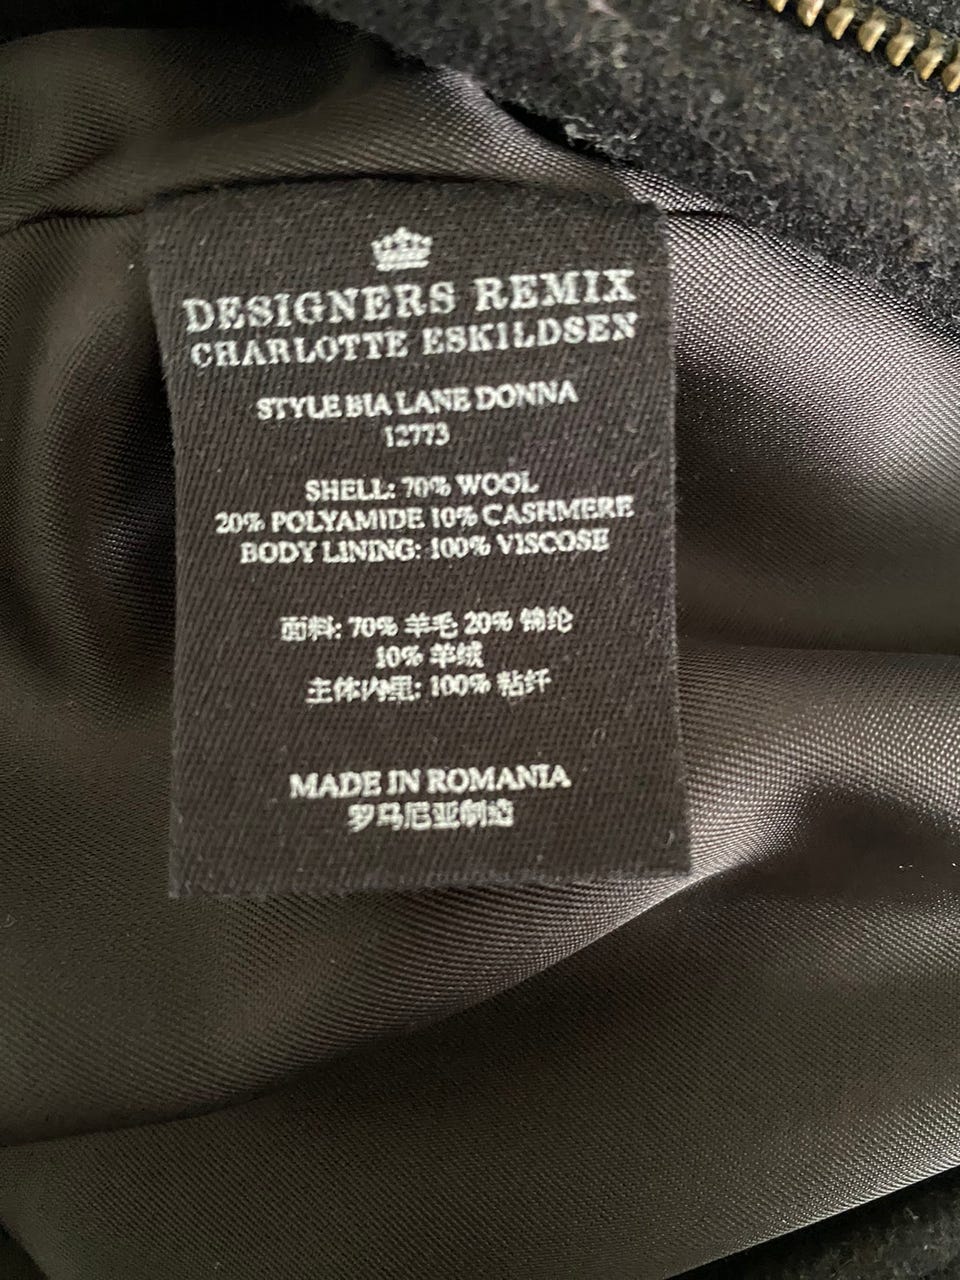 DESIGNERS REMIX
CHARLOTTE ESKILDSEN
STYLE BIA LANE DONNA
12773
SHELL: 70% WOOL
20% POLYAMIDE 10% CASHMERE
BODY LINING: 100% VISCOSE
面料: 70% 羊毛 20% 锦纶
10% 羊绒
主体内里: 100% 粘纤
MADE IN ROMANIA
罗马尼亚制造